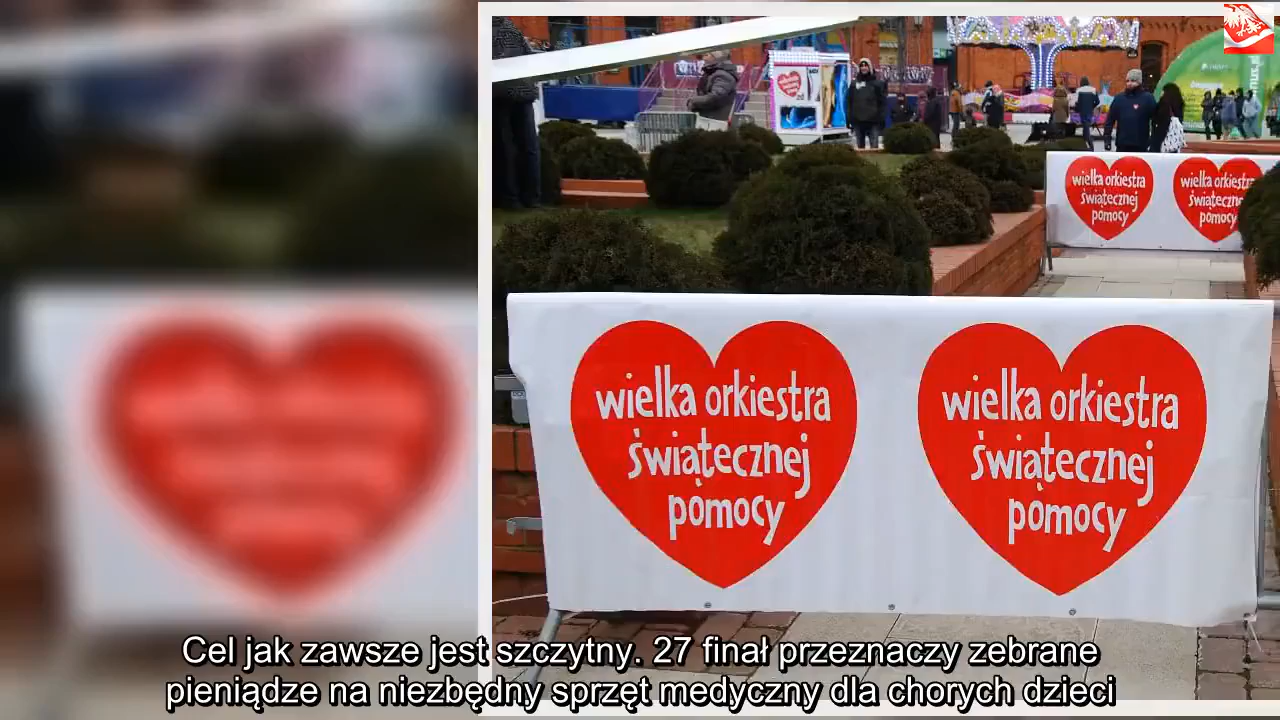 wielka orkiestra
świątecznej
pomocy
wielka orkiestra
świątecznej
pomocy
wielka orkiestra
świątecznej
pomocy
wielka orkiestra
pomocy
Cel jak zawsze jest szczytny. 27 finał przeznaczy zebrane
pieniądze na niezbędny sprzęt medyczny dla chorych dzieci